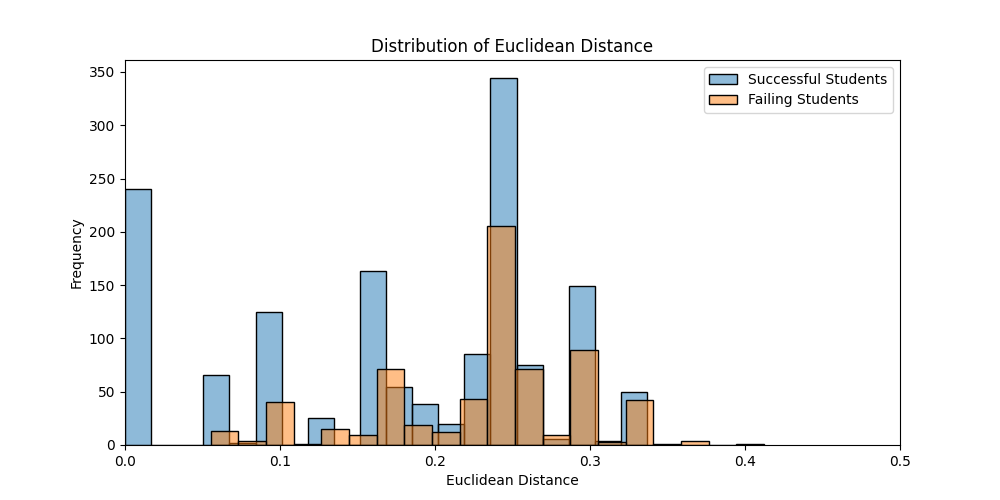 Distribution of Euclidean Distance
Successful Students
Failing Students
Frequency
350
300
250
200
150
100
50
0
0.0 0.1 0.2 0.3 0.4 0.5
Euclidean Distance